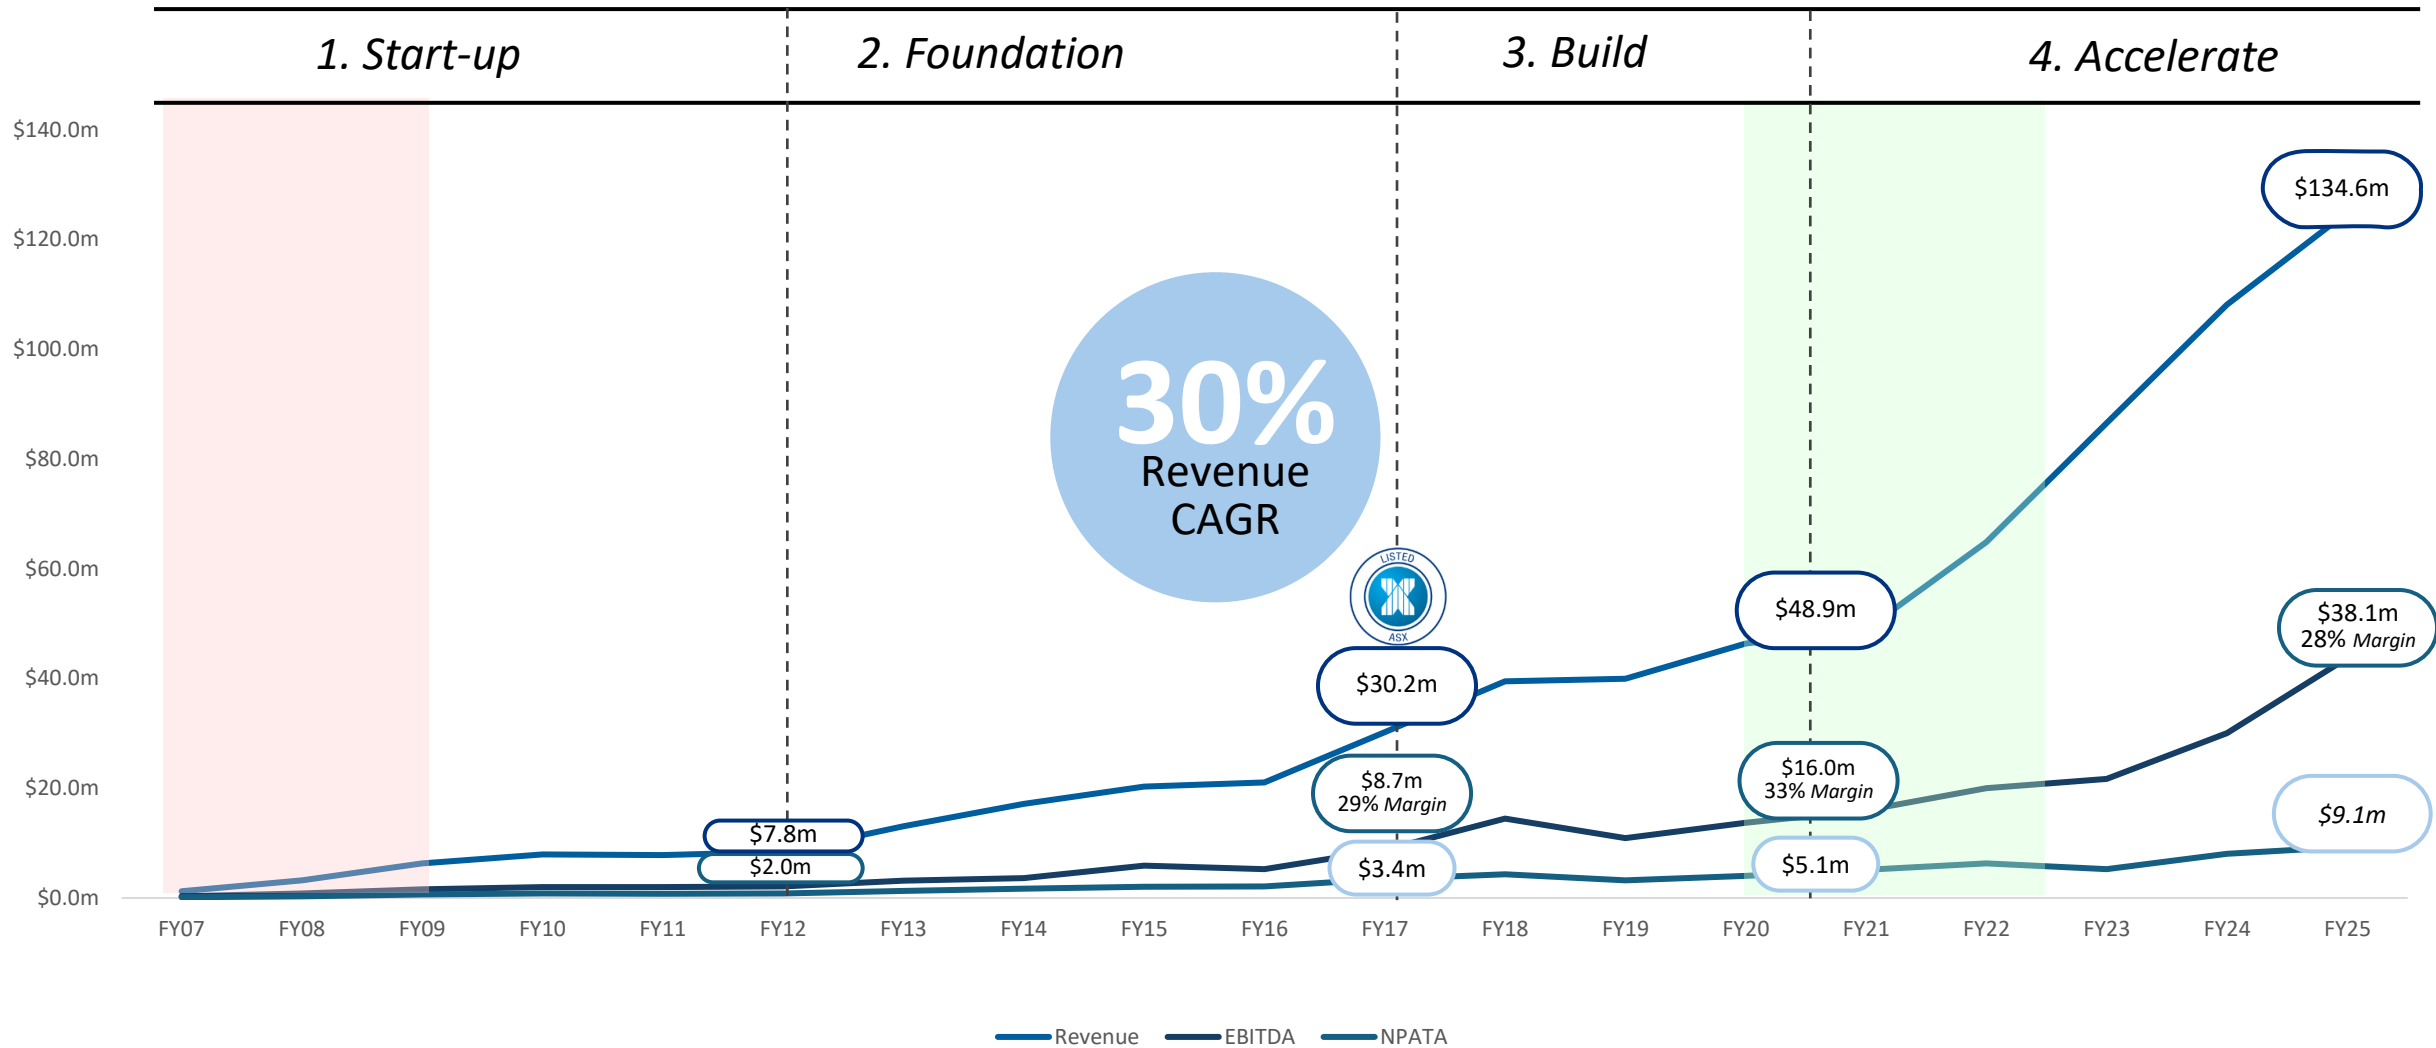 1. Start-up
2. Foundation
3. Build
4. Accelerate
$140.0m
$120.0m
$100.0m
$80.0m
$60.0m
$40.0m
$20.0m
$0.0m
30%
Revenue
CAGR
LISTED
ASX
$7.8m
$2.0m
$30.2m
$8.7m
29% Margin
$3.4m
$48.9m
$16.0m
33% Margin
$5.1m
$134.6m
$38.1m
28% Margin
$9.1m
FY07 FY08 FY09 FY10 FY11 FY12 FY13 FY14 FY15 FY16 FY17 FY18 FY19 FY20 FY21 FY22 FY23 FY24 FY25
Revenue EBITDA NPATA